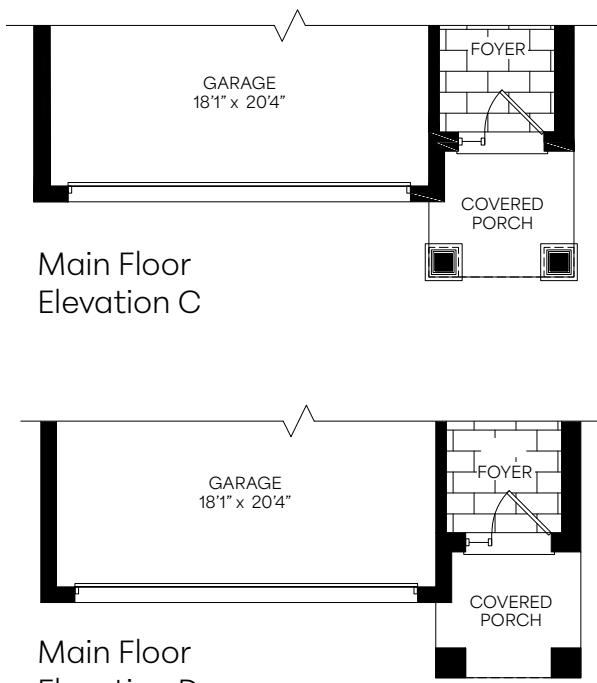 FOYER
GARAGE
18'1" x 20'4"
COVERED
PORCH
Main Floor
Elevation C
GARAGE
18'1" x 20'4"
FOYER
COVERED
PORCH
Main Floor
Elevation